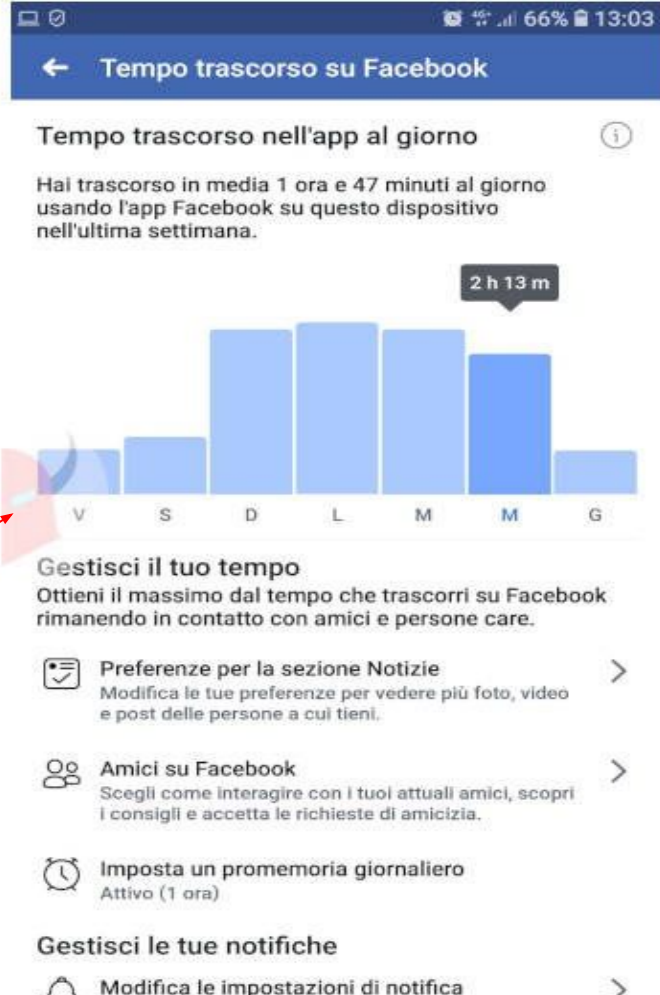 66% 13:03
Tempo trascorso su Facebook
Tempo trascorso nell'app al giorno
Hai trascorso in media 1 ora e 47 minuti al giorno
usando l'app Facebook su questo dispositivo
nell'ultima settimana.
2 h 13 m
V S D L M M G
Gestisci il tuo tempo
Ottieni il massimo dal tempo che trascorri su Facebook
rimanendo in contatto con amici e persone care.
Preferenze per la sezione Notizie
Modifica le tue preferenze per vedere più foto, video
e post delle persone a cui tieni.
Amici su Facebook
Scegli come interagire con i tuoi attuali amici, scopri
i consigli e accetta le richieste di amicizia.
Imposta un promemoria giornaliero
Attivo (1 ora)
Gestisci le tue notifiche
Modifica le impostazioni di notifica